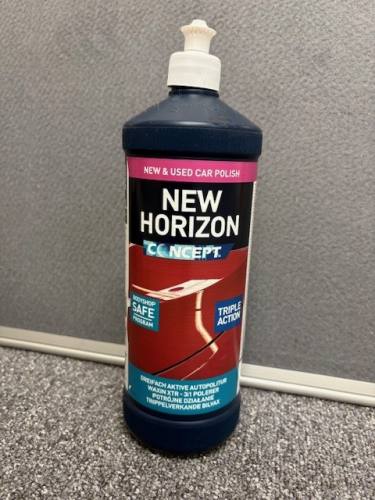 NEW & USED CAR POLISH
NEW
HORIZON
CONCEPT
BODYSHOP
SAFE
PROGRAM
TRIPLE
ACTION
DREIFACH AKTIVE AUTOPOLITUR
WAXIN XTR - 3/1 POLERER
POTRÓJNE DZIAŁANIE
TRIPPELVERKANDE BILVAX